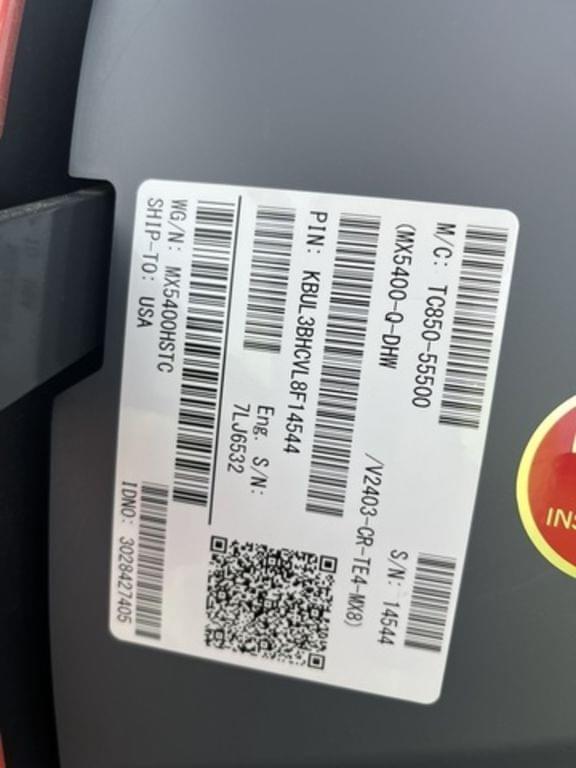 M/C: TC850-55500
S/N: 14544
(MX5400-Q-DHW
/V2403-CR-TE4-MX8)
PIN: KBUL3BHCVL8F14544
Eng. S/N:
7LJ6532
WG/N: MX5400HSTC
SHIP-TO: USA
IDNO: 3028427405
INS